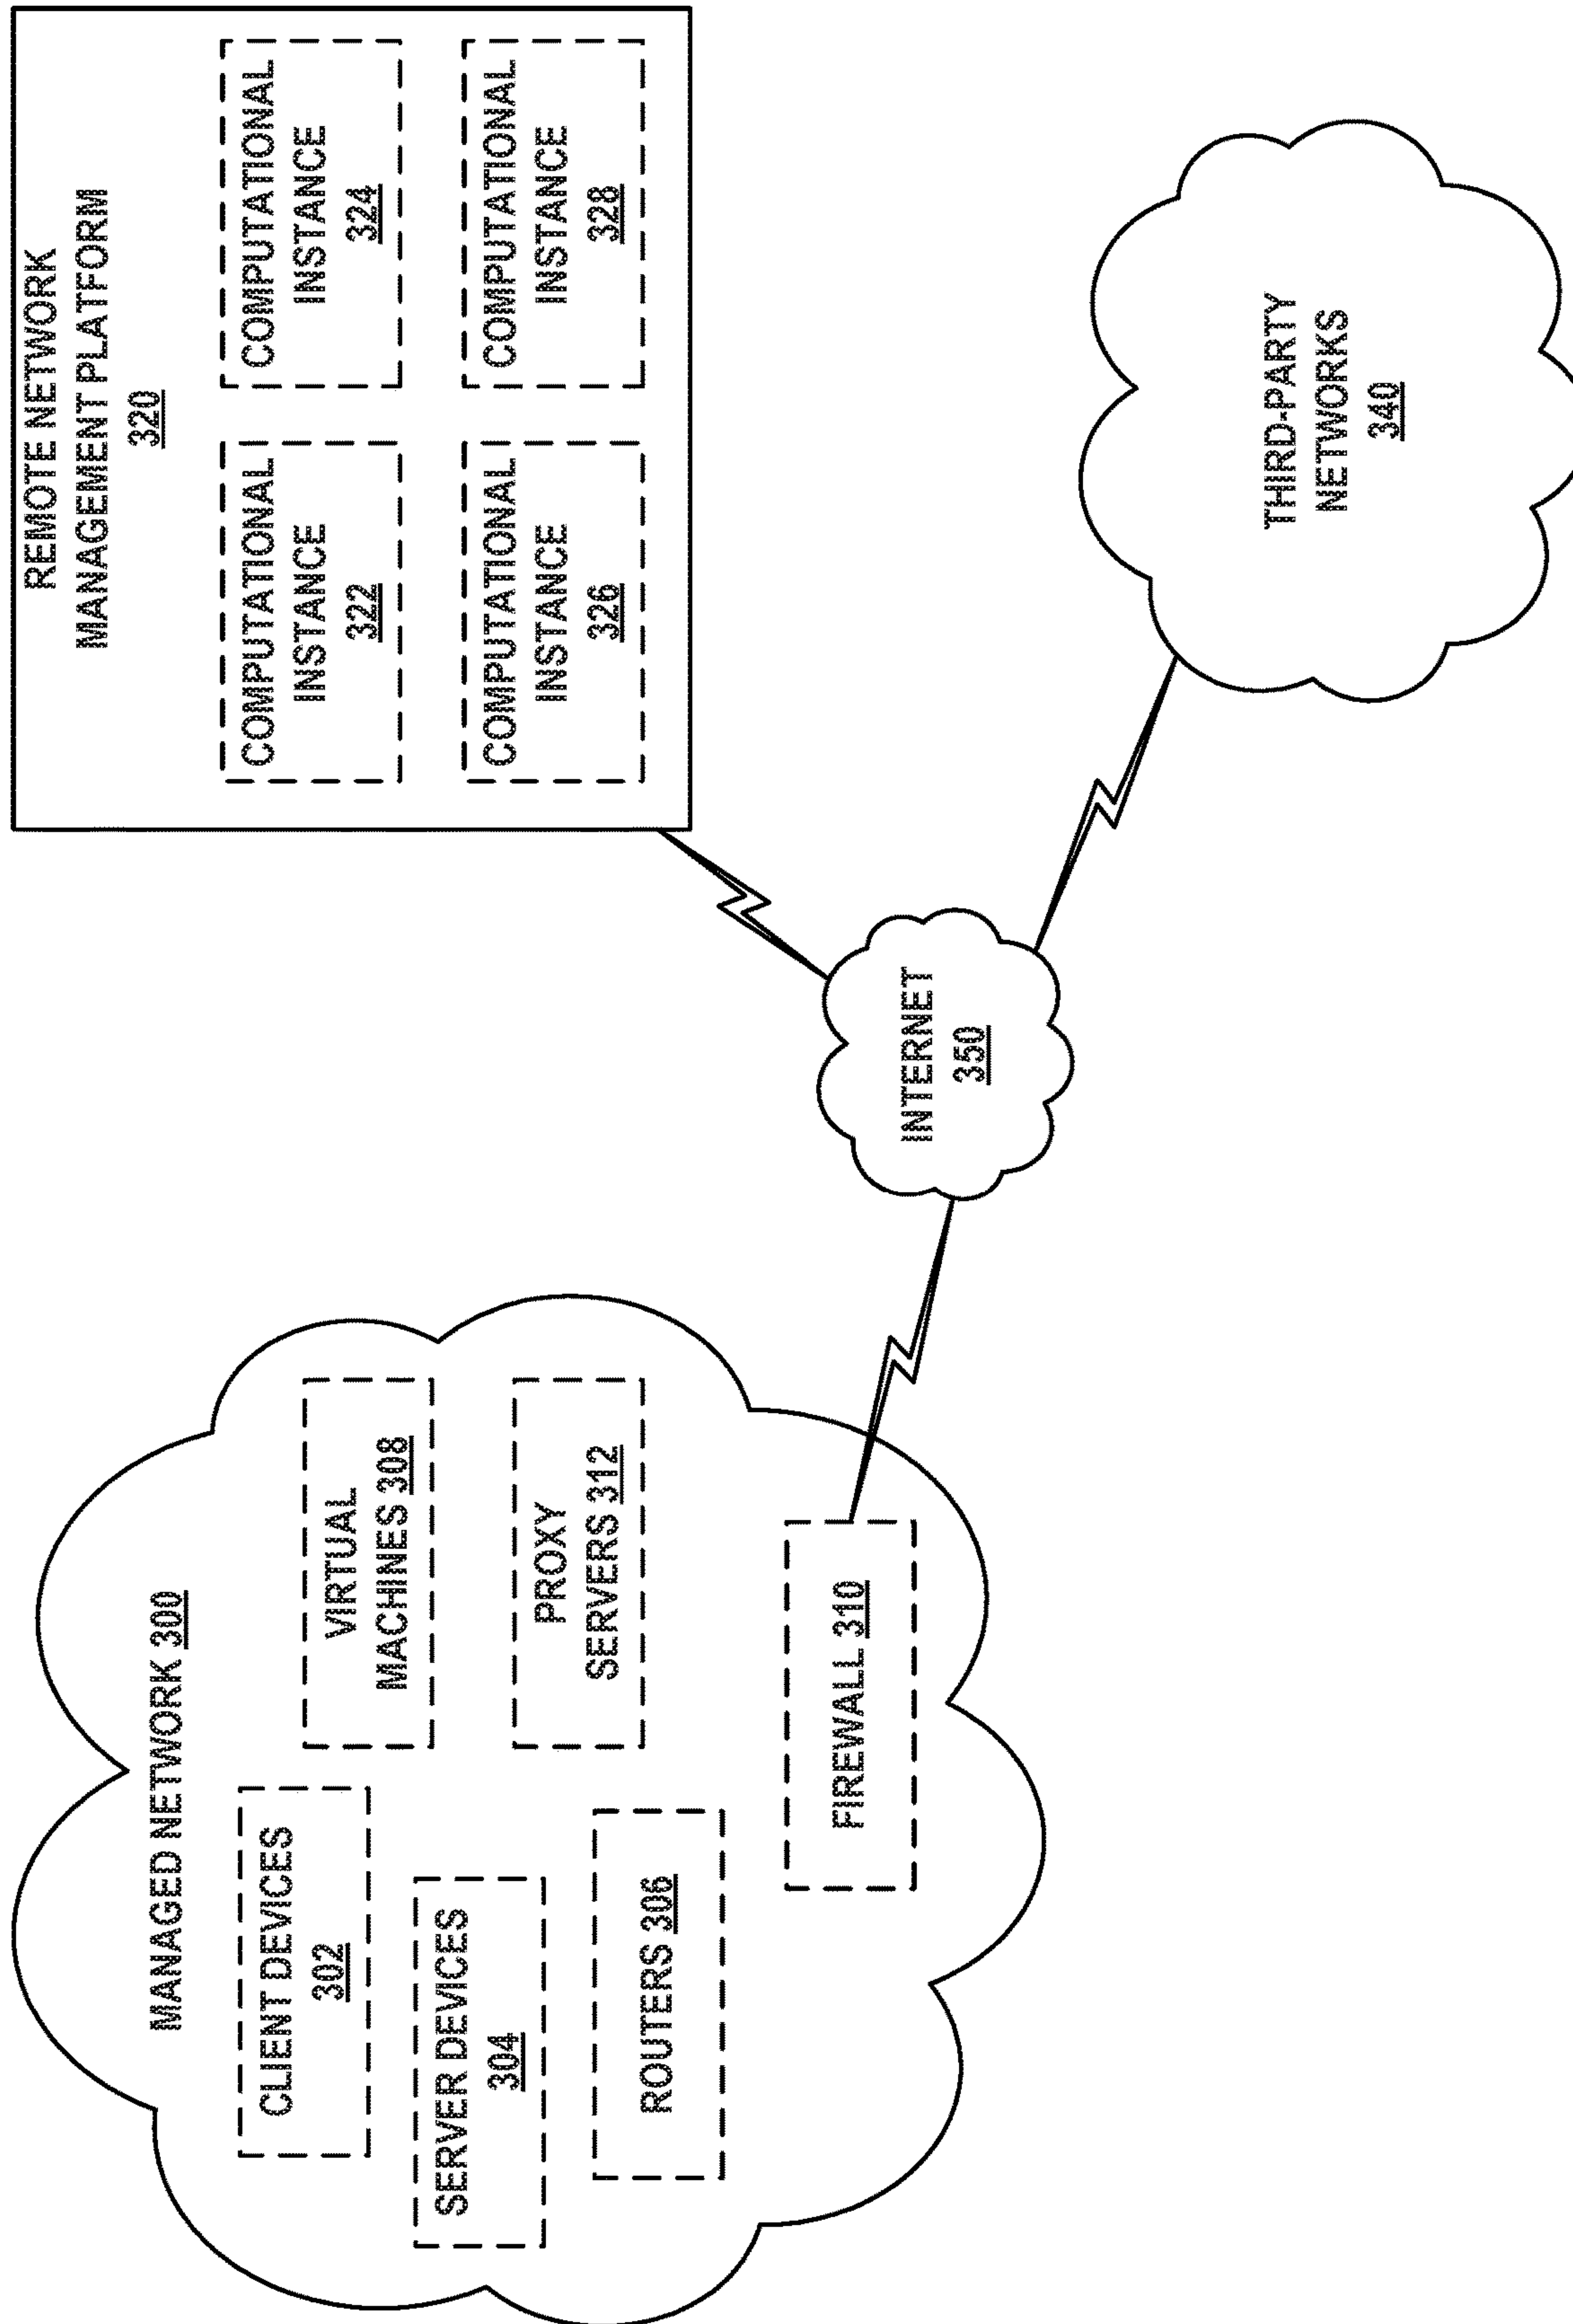 MANAGED NETWORK 300
CLIENT DEVICES
302
SERVER DEVICES
304
ROUTERS 306
VIRTUAL
MACHINES 308
PROXY
SERVERS 312
FIREWALL 310
INTERNET
350
REMOTE NETWORK
MANAGEMENT PLATFORM
320
COMPUTATIONAL
INSTANCE
322
COMPUTATIONAL
INSTANCE
324
COMPUTATIONAL
INSTANCE
326
COMPUTATIONAL
INSTANCE
328
THIRD-PARTY
NETWORKS
340